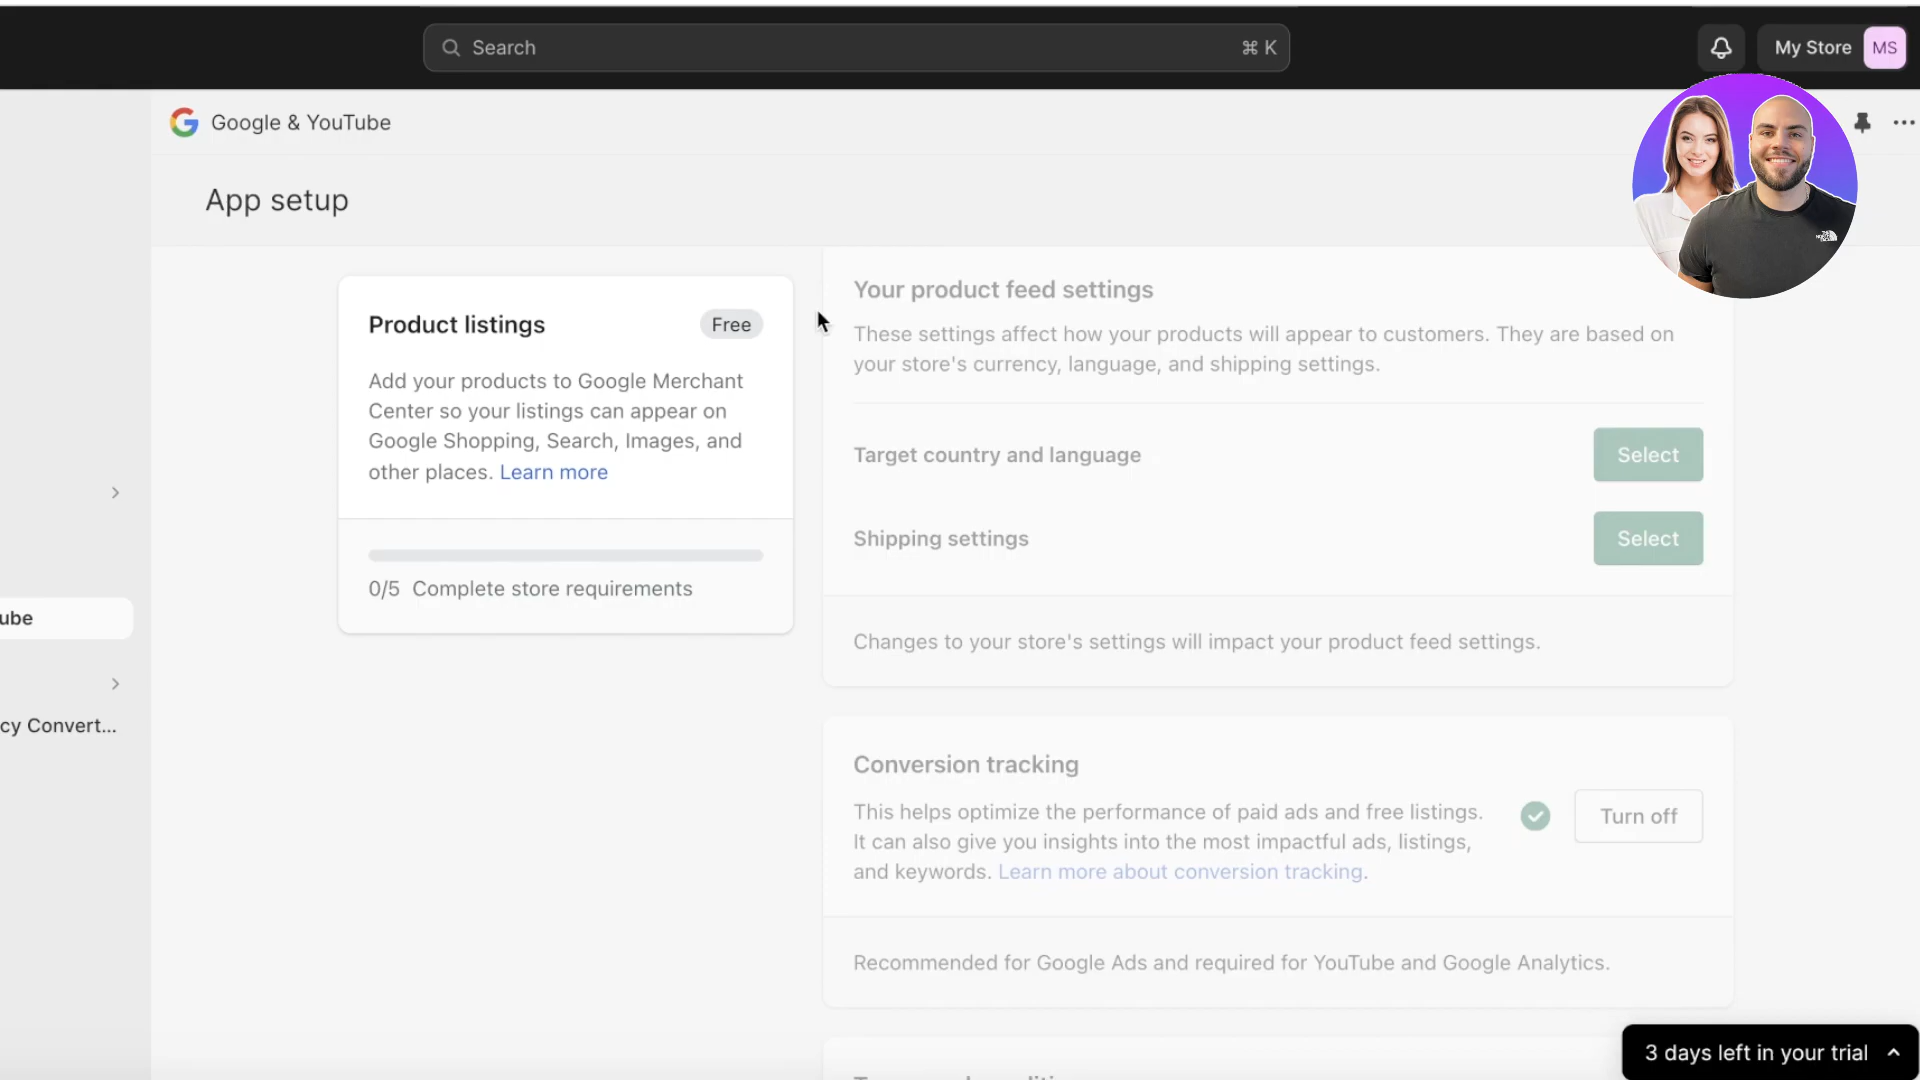 Search
⌘ K
My Store
MS
Google & YouTube
App setup
Product listings
Free
Add your products to Google Merchant
Center so your listings can appear on
Google Shopping, Search, Images, and
other places. Learn more
0/5 Complete store requirements
ube
cy Convert...
Your product feed settings
These settings affect how your products will appear to customers. They are based on
your store's currency, language, and shipping settings.
Target country and language
Select
Shipping settings
Select
Changes to your store's settings will impact your product feed settings.
Conversion tracking
This helps optimize the performance of paid ads and free listings.
It can also give you insights into the most impactful ads, listings,
and keywords. Learn more about conversion tracking.
Turn off
Recommended for Google Ads and required for YouTube and Google Analytics.
3 days left in your trial
THE NORTH FACE